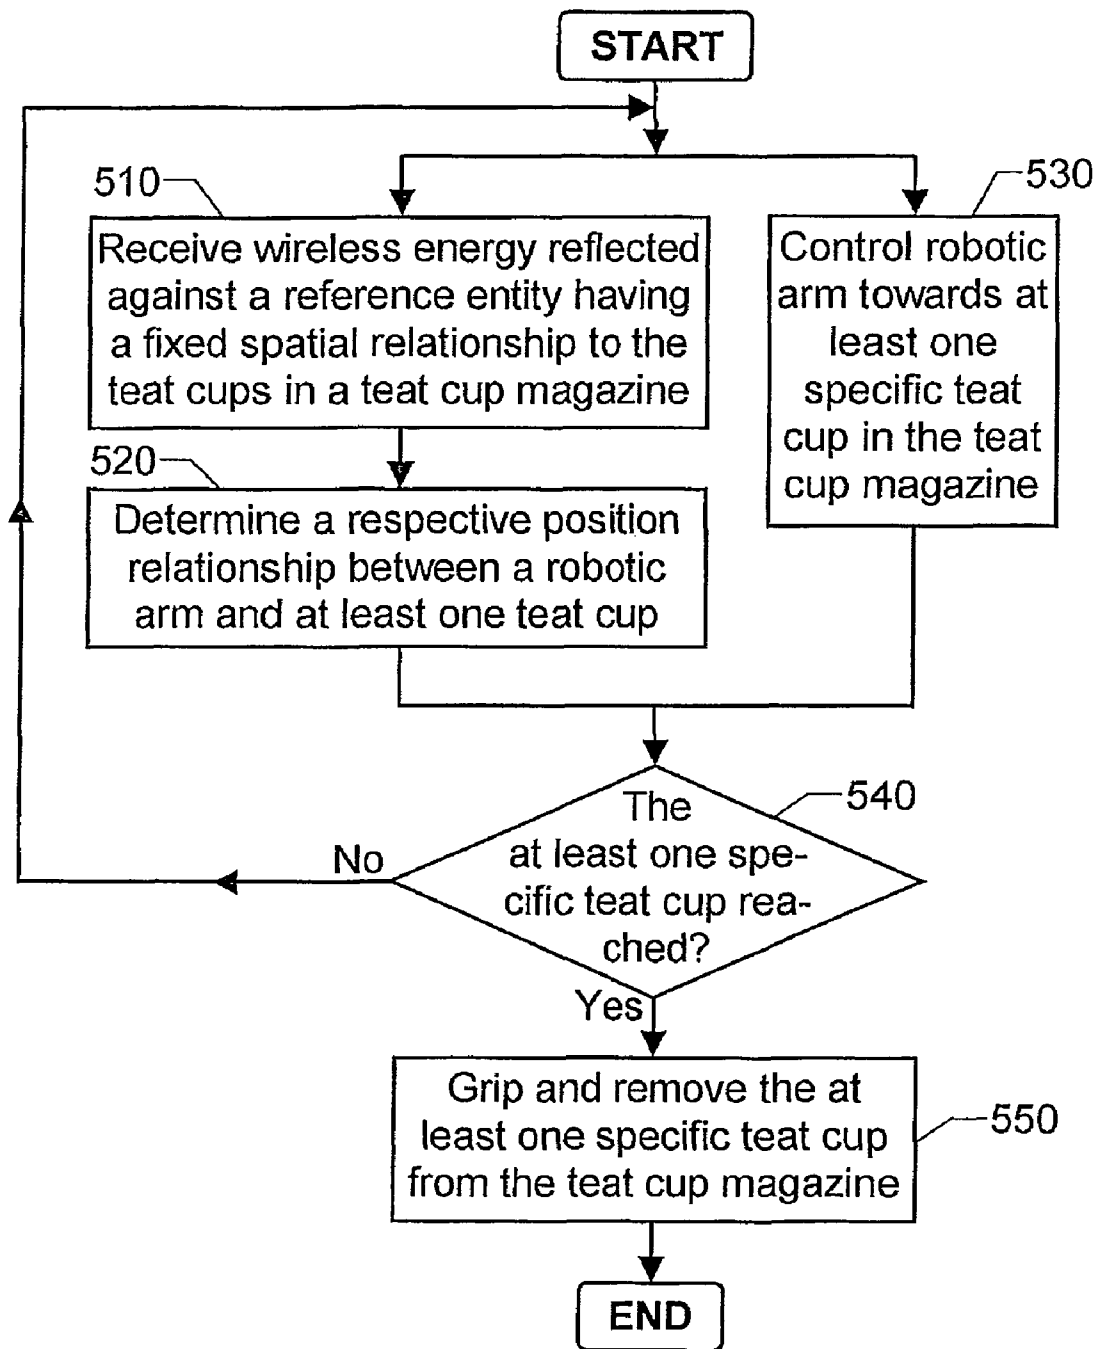 START
510
Receive wireless energy reflected
against a reference entity having
a fixed spatial relationship to the
teat cups in a teat cup magazine
530
Control robotic
arm towards at
least one
specific teat
cup in the teat
cup magazine
520
Determine a respective position
relationship between a robotic
arm and at least one teat cup
540
The
at least one spe-
cific teat cup rea-
ched?
No
Yes
550
Grip and remove the at
least one specific teat cup
from the teat cup magazine
END